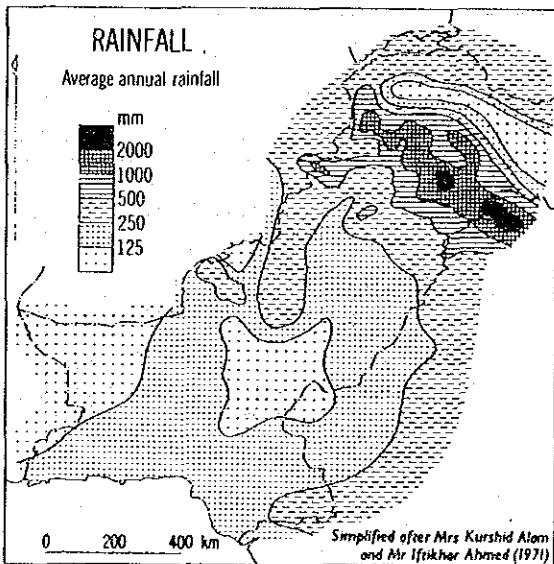 RAINFALL
Average annual rainfall
mm
2000
1000
500
250
125
0 200 400 km
Simplified after Mrs Kurshid Alam
and Mr Iftikhar Ahmed (1971)